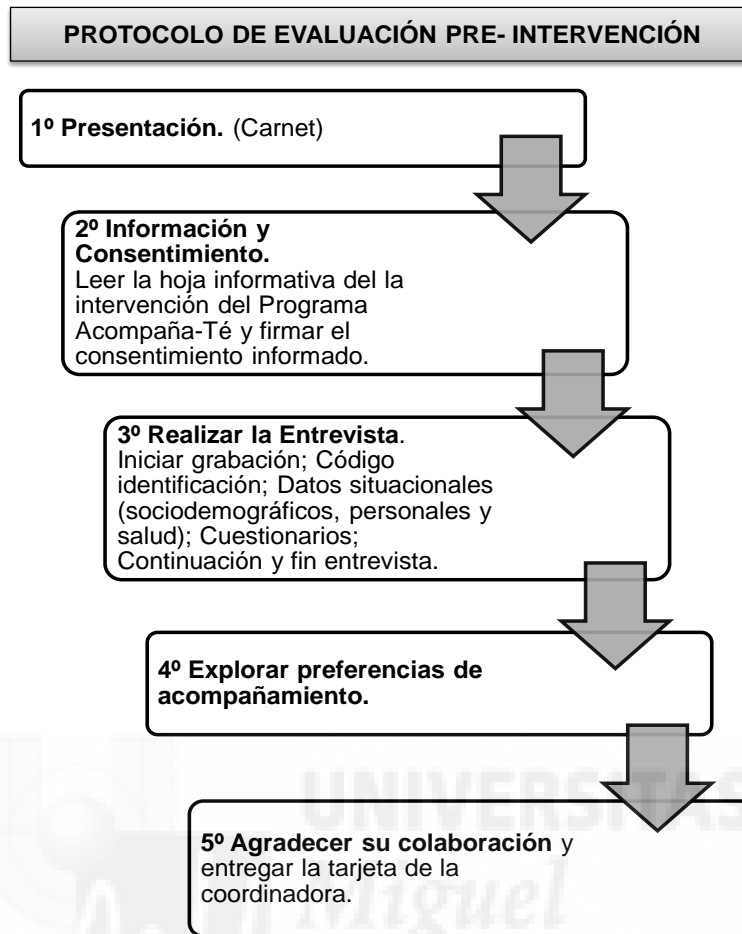 PROTOCOLO DE EVALUACIÓN PRE- INTERVENCIÓN
1º Presentación. (Carnet)
2º Información y
Consentimiento.
Leer la hoja informativa del la
intervención del Programa
Acompaña-Té y firmar el
consentimiento informado.
3º Realizar la Entrevista.
Iniciar grabación; Código
identificación; Datos situacionales
(sociodemográficos, personales y
salud); Cuestionarios;
Continuación y fin entrevista.
4º Explorar preferencias de
acompañamiento.
UNIVERSITAS
5º Agradecer su colaboración y
entregar la tarjeta de la
coordinadora.
Miguel